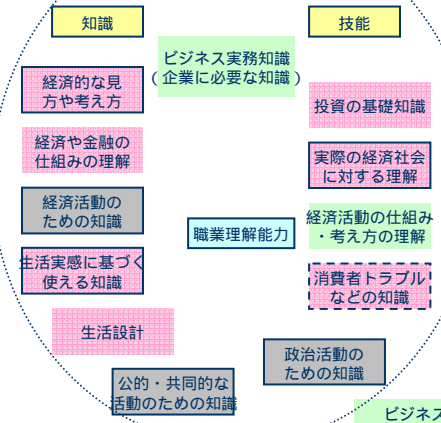 知識
技能
ビジネス実務知識
(企業に必要な知識)
経済的な見
方や考え方
投資の基礎知識
経済や金融の
仕組みの理解
実際の経済社会
に対する理解
経済活動の
ための知識
経済活動の仕組み
・考え方の理解
職業理解能力
生活実感に基づく
使える知識
消費者トラブル
などの知識
生活設計
政治活動の
ための知識
公的・共同的な
活動のための知識
ビジネス